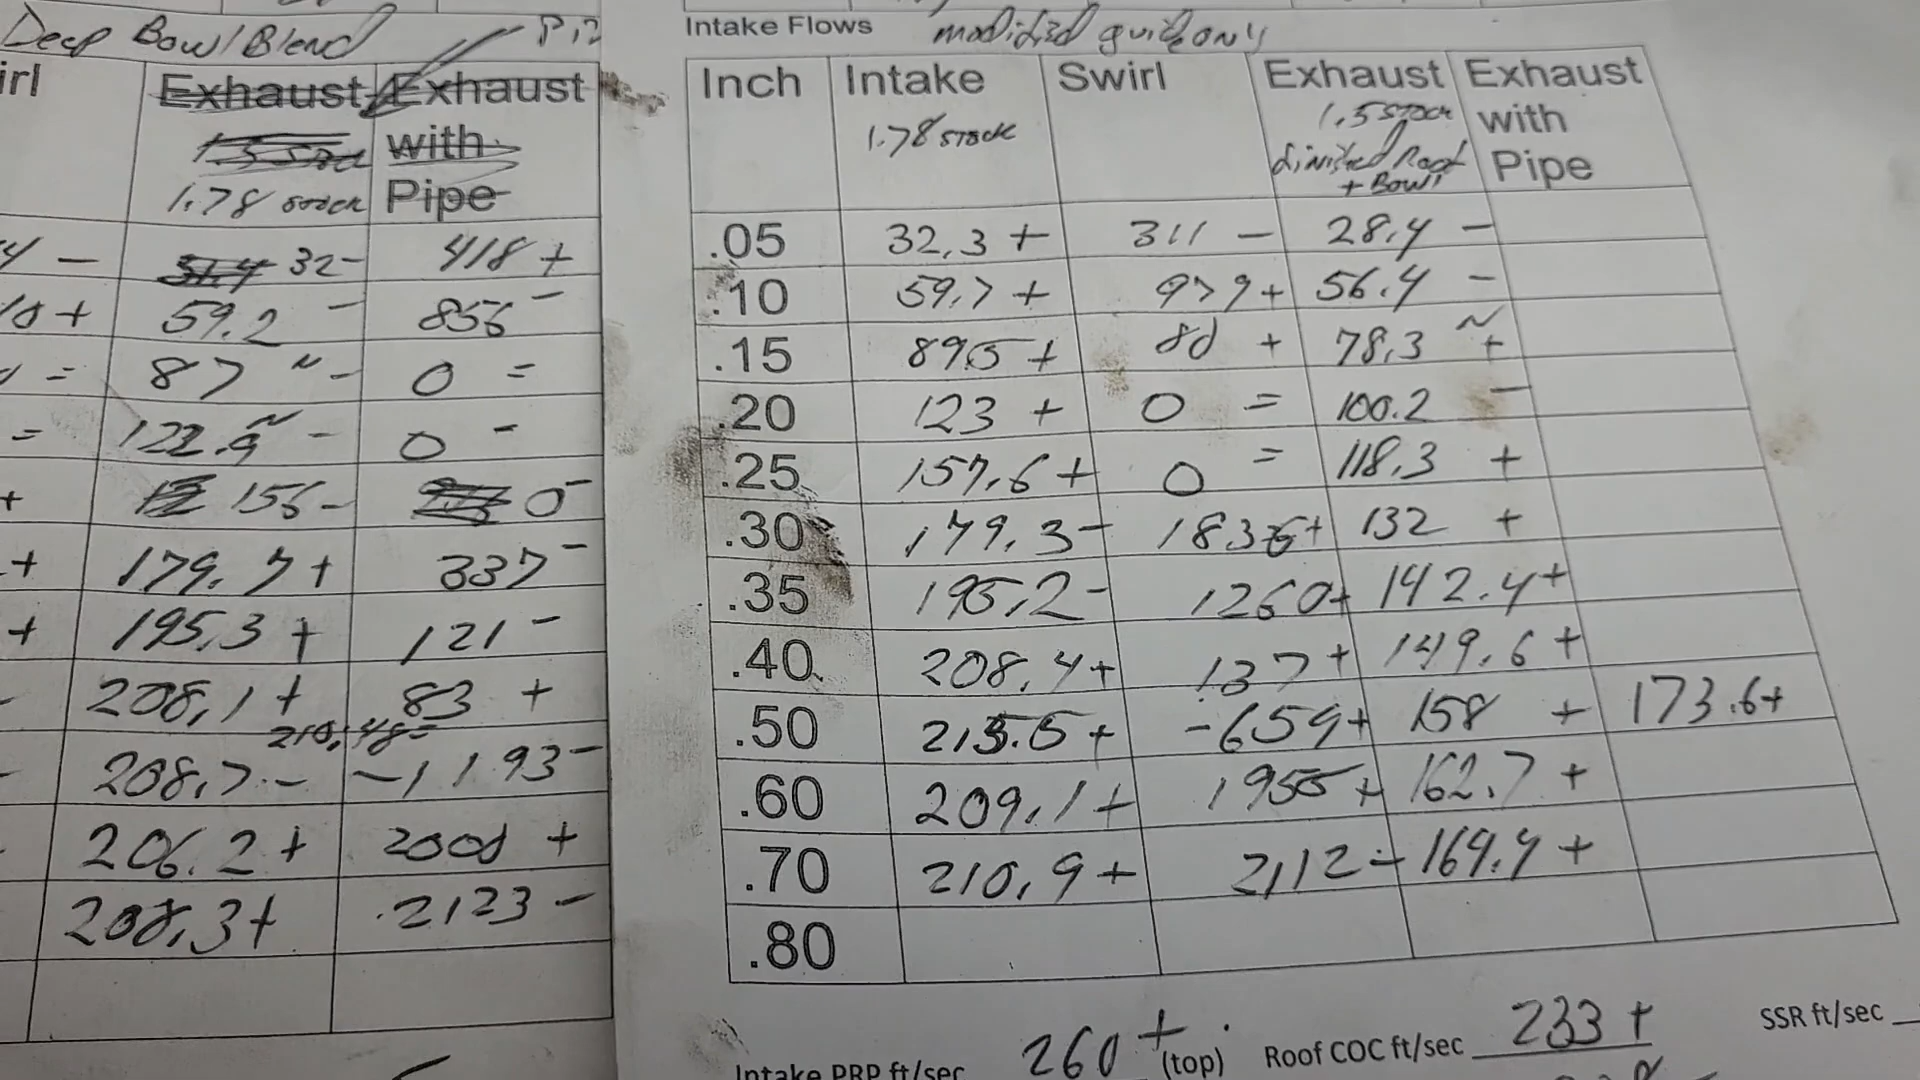 Deep Bowl Blend
irl Exhaust Exhaust
with
1.78 stock Pipe
- 32- 418+
+ 59.2 - 856 -
= 87 ~ - 0 =
= 122.9 ~ - 0 -
+ 156- 0-
+ 179.7+ 337-
+ 195.3+ 121-
- 208.1+ 83 +
- 208.7- -1193-
- 206.2+ 2008 +
208.3+ 2123-
Intake Flows modified guide only
Inch Intake Swirl Exhaust Exhaust
1.78 stock 1.5 stock with
Roof Pipe
+ Bowl
.05 32.3+ 311 - 28.4 -
.10 59.7+ 979+ 56.4 -
.15 89.5+ 80 + 78.3 ~+
.20 123+ 0 = 100.2 -
.25 157.6+ 0 = 118.3 +
.30 179.3- 1836+ 132 +
.35 195.2- 1260+ 142.4+
.40 208.4+ 137+ 149.6+
.50 213.5+ -659+ 158 + 173.6+
.60 209.1+ 1955+ 162.7+
.70 210.9+ 2112- 164.4+
.80
Intake PRP ft/sec 260+ (top) Roof COC ft/sec 233+ SSR ft/sec